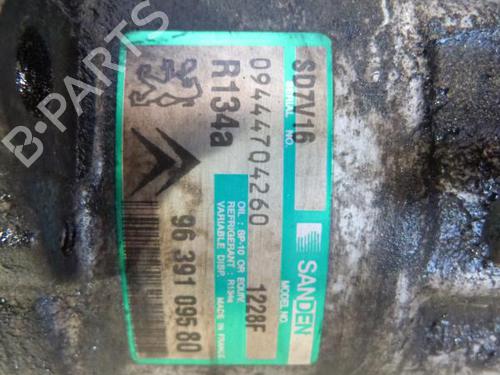 SANDEN
MODEL NO.
SD7V16
1228F
SERIAL NO.
09444704260
OIL : SP-10 OR EQUIV.
REFRIGERANT : R134a
VARIABLE DISP.
MADE IN FRANCE
R134a
96 391 095 80
B-PARTS